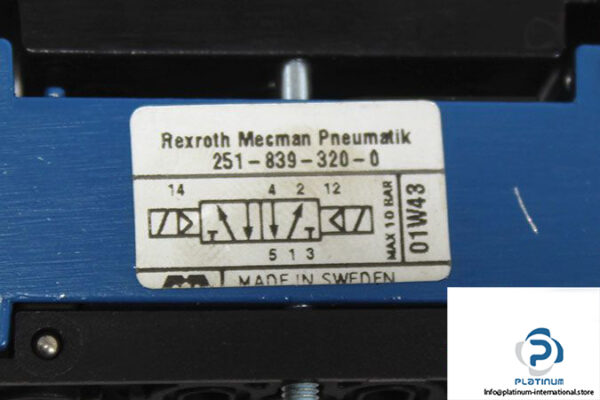 Rexroth Mecman Pneumatik
251-839-320-0
14 4 2 12
5 1 3
MAX 10 BAR
01W43
MADE IN SWEDEN
PLATINUM
Info@platinum-international.store